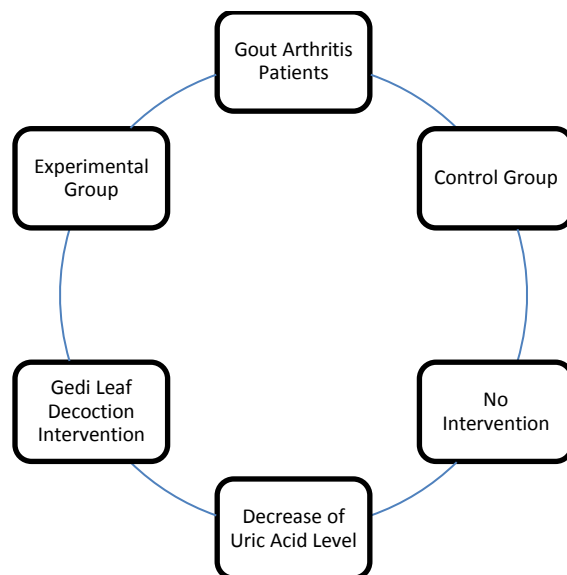 Gout Arthritis
Patients
Experimental
Group
Control Group
Gedi Leaf
Decoction
Intervention
No
Intervention
Decrease of
Uric Acid Level